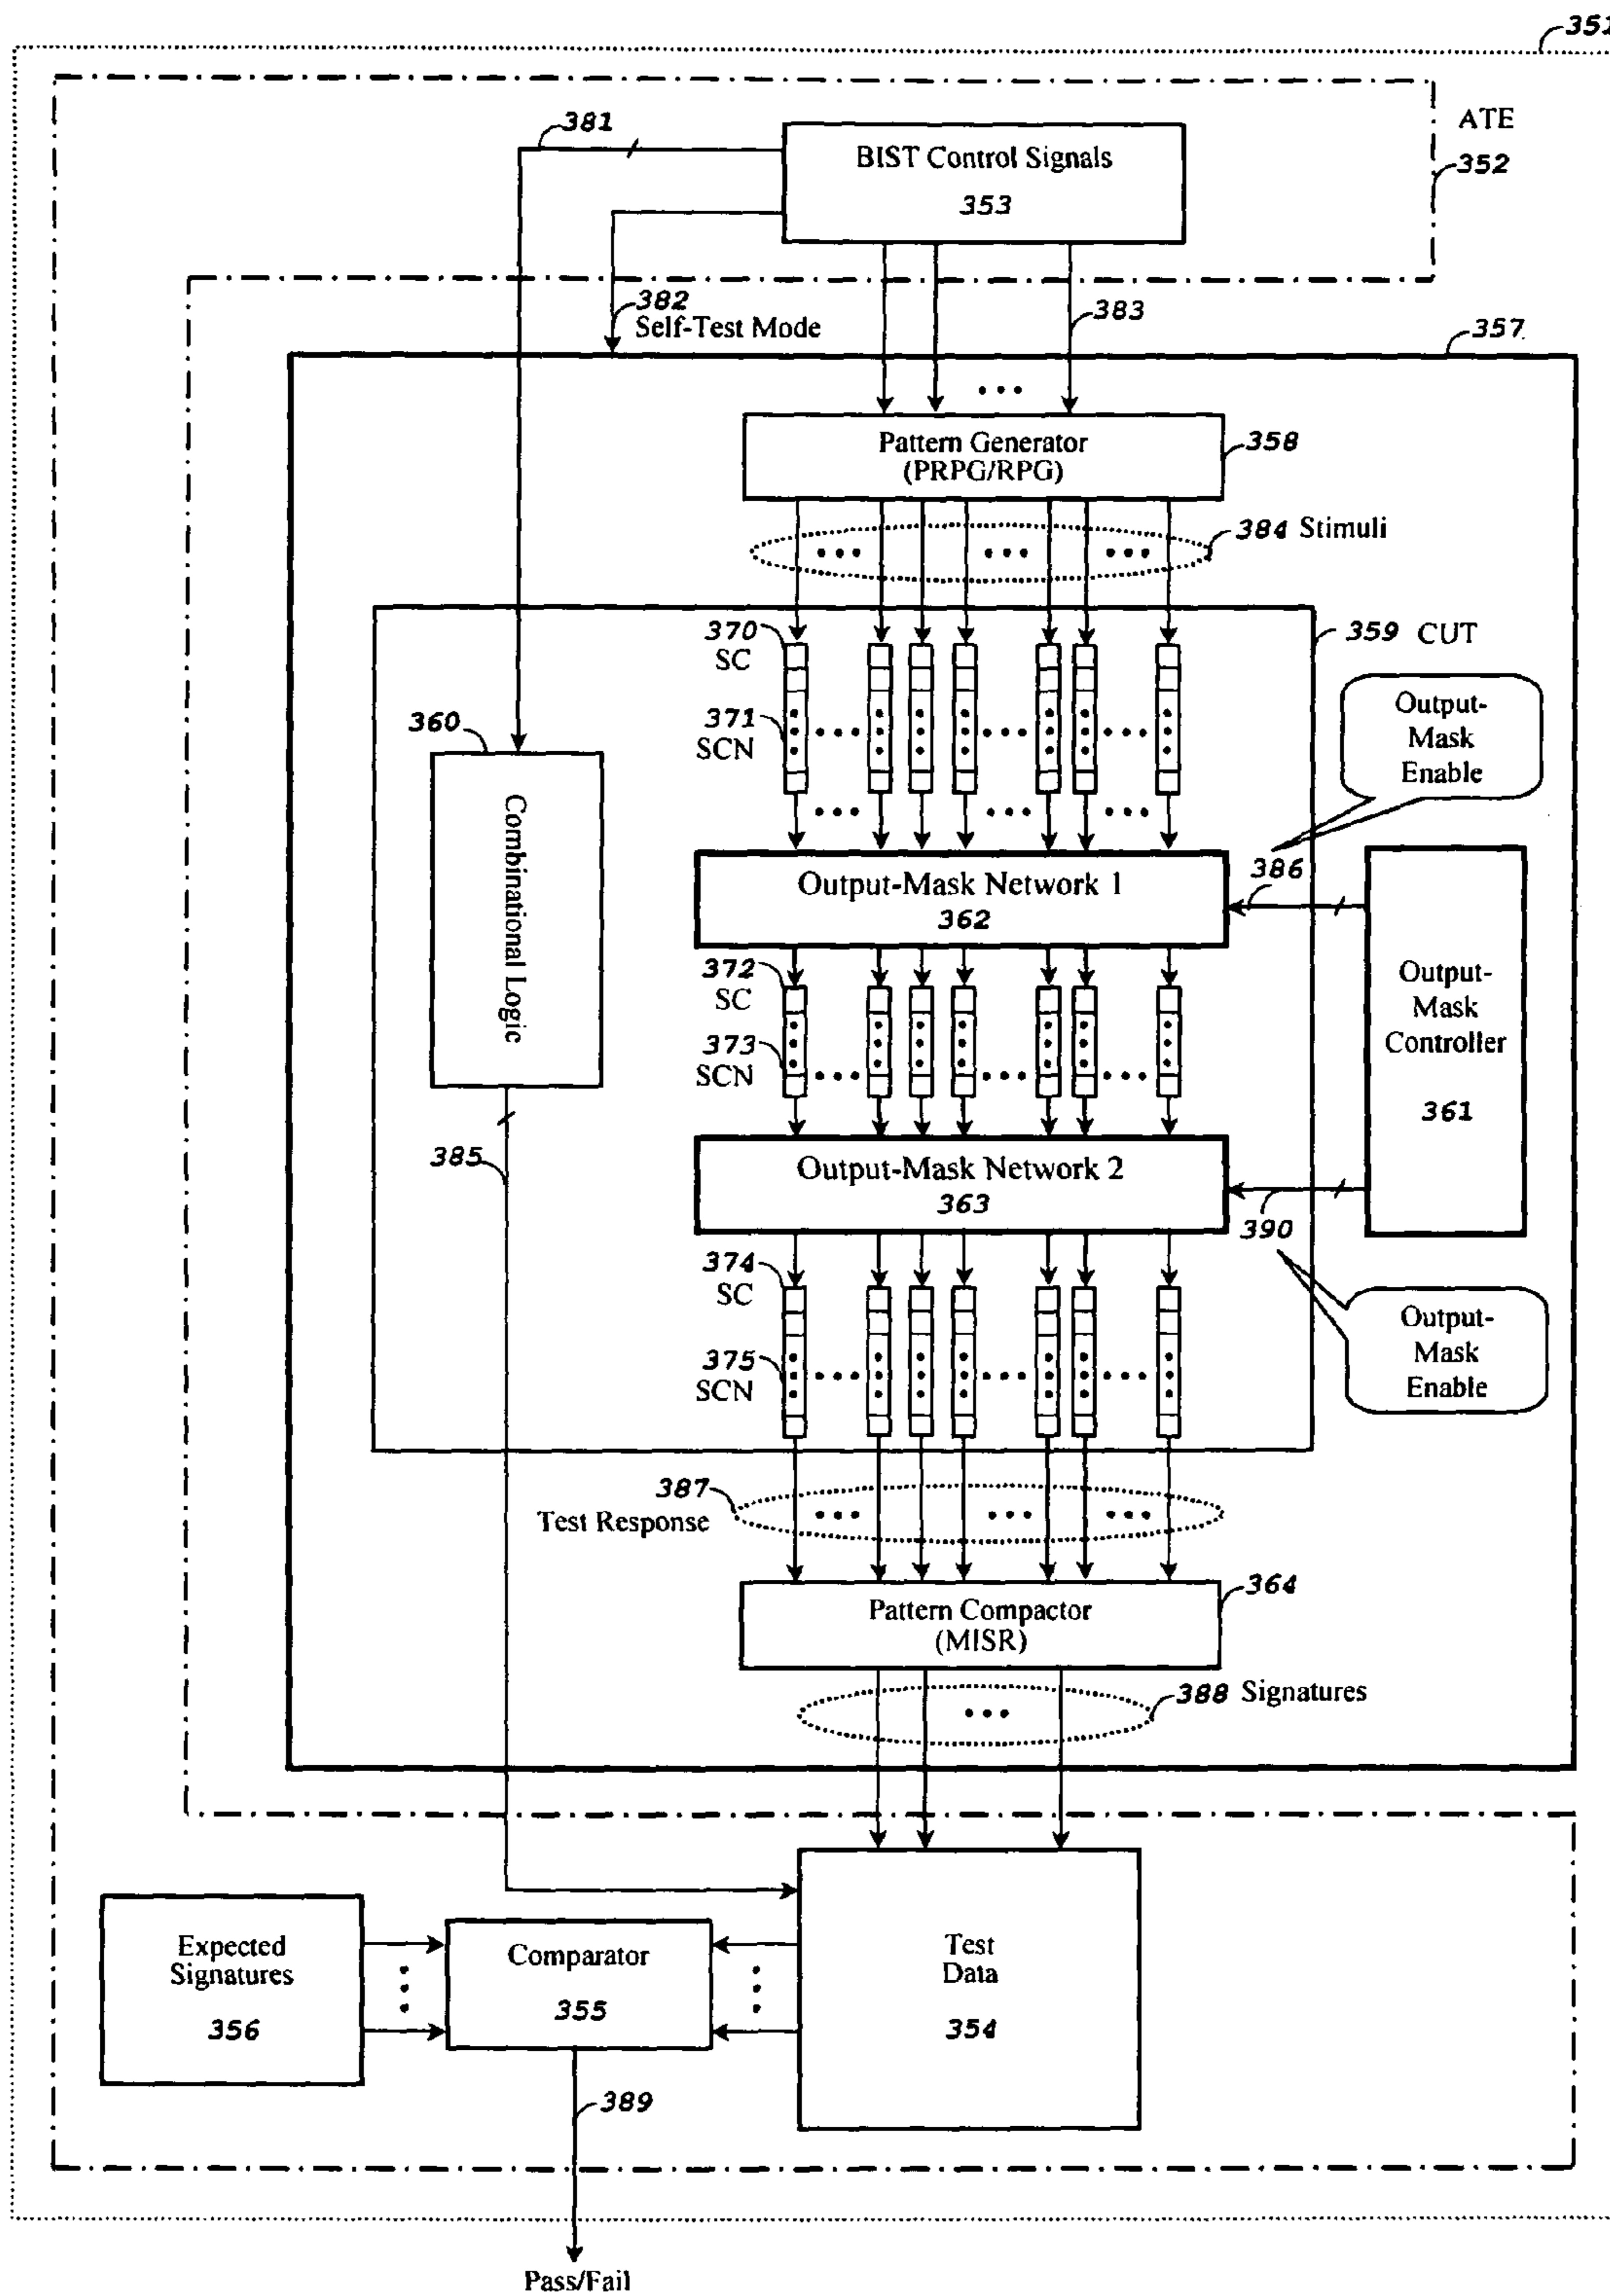 351
ATE
352
381
BIST Control Signals
353
382
Self-Test Mode
383
357
Pattern Generator
(PRPG/RPG)
358
384 Stimuli
359 CUT
370
SC
371
SCN
360
Combinational Logic
Output-
Mask
Enable
386
Output-Mask Network 1
362
372
SC
373
SCN
Output-
Mask
Controller
361
385
Output-Mask Network 2
363
390
374
SC
375
SCN
Output-
Mask
Enable
387
Test Response
Pattern Compactor
(MISR)
364
388 Signatures
Expected
Signatures
356
Comparator
355
Test
Data
354
389
Pass/Fail